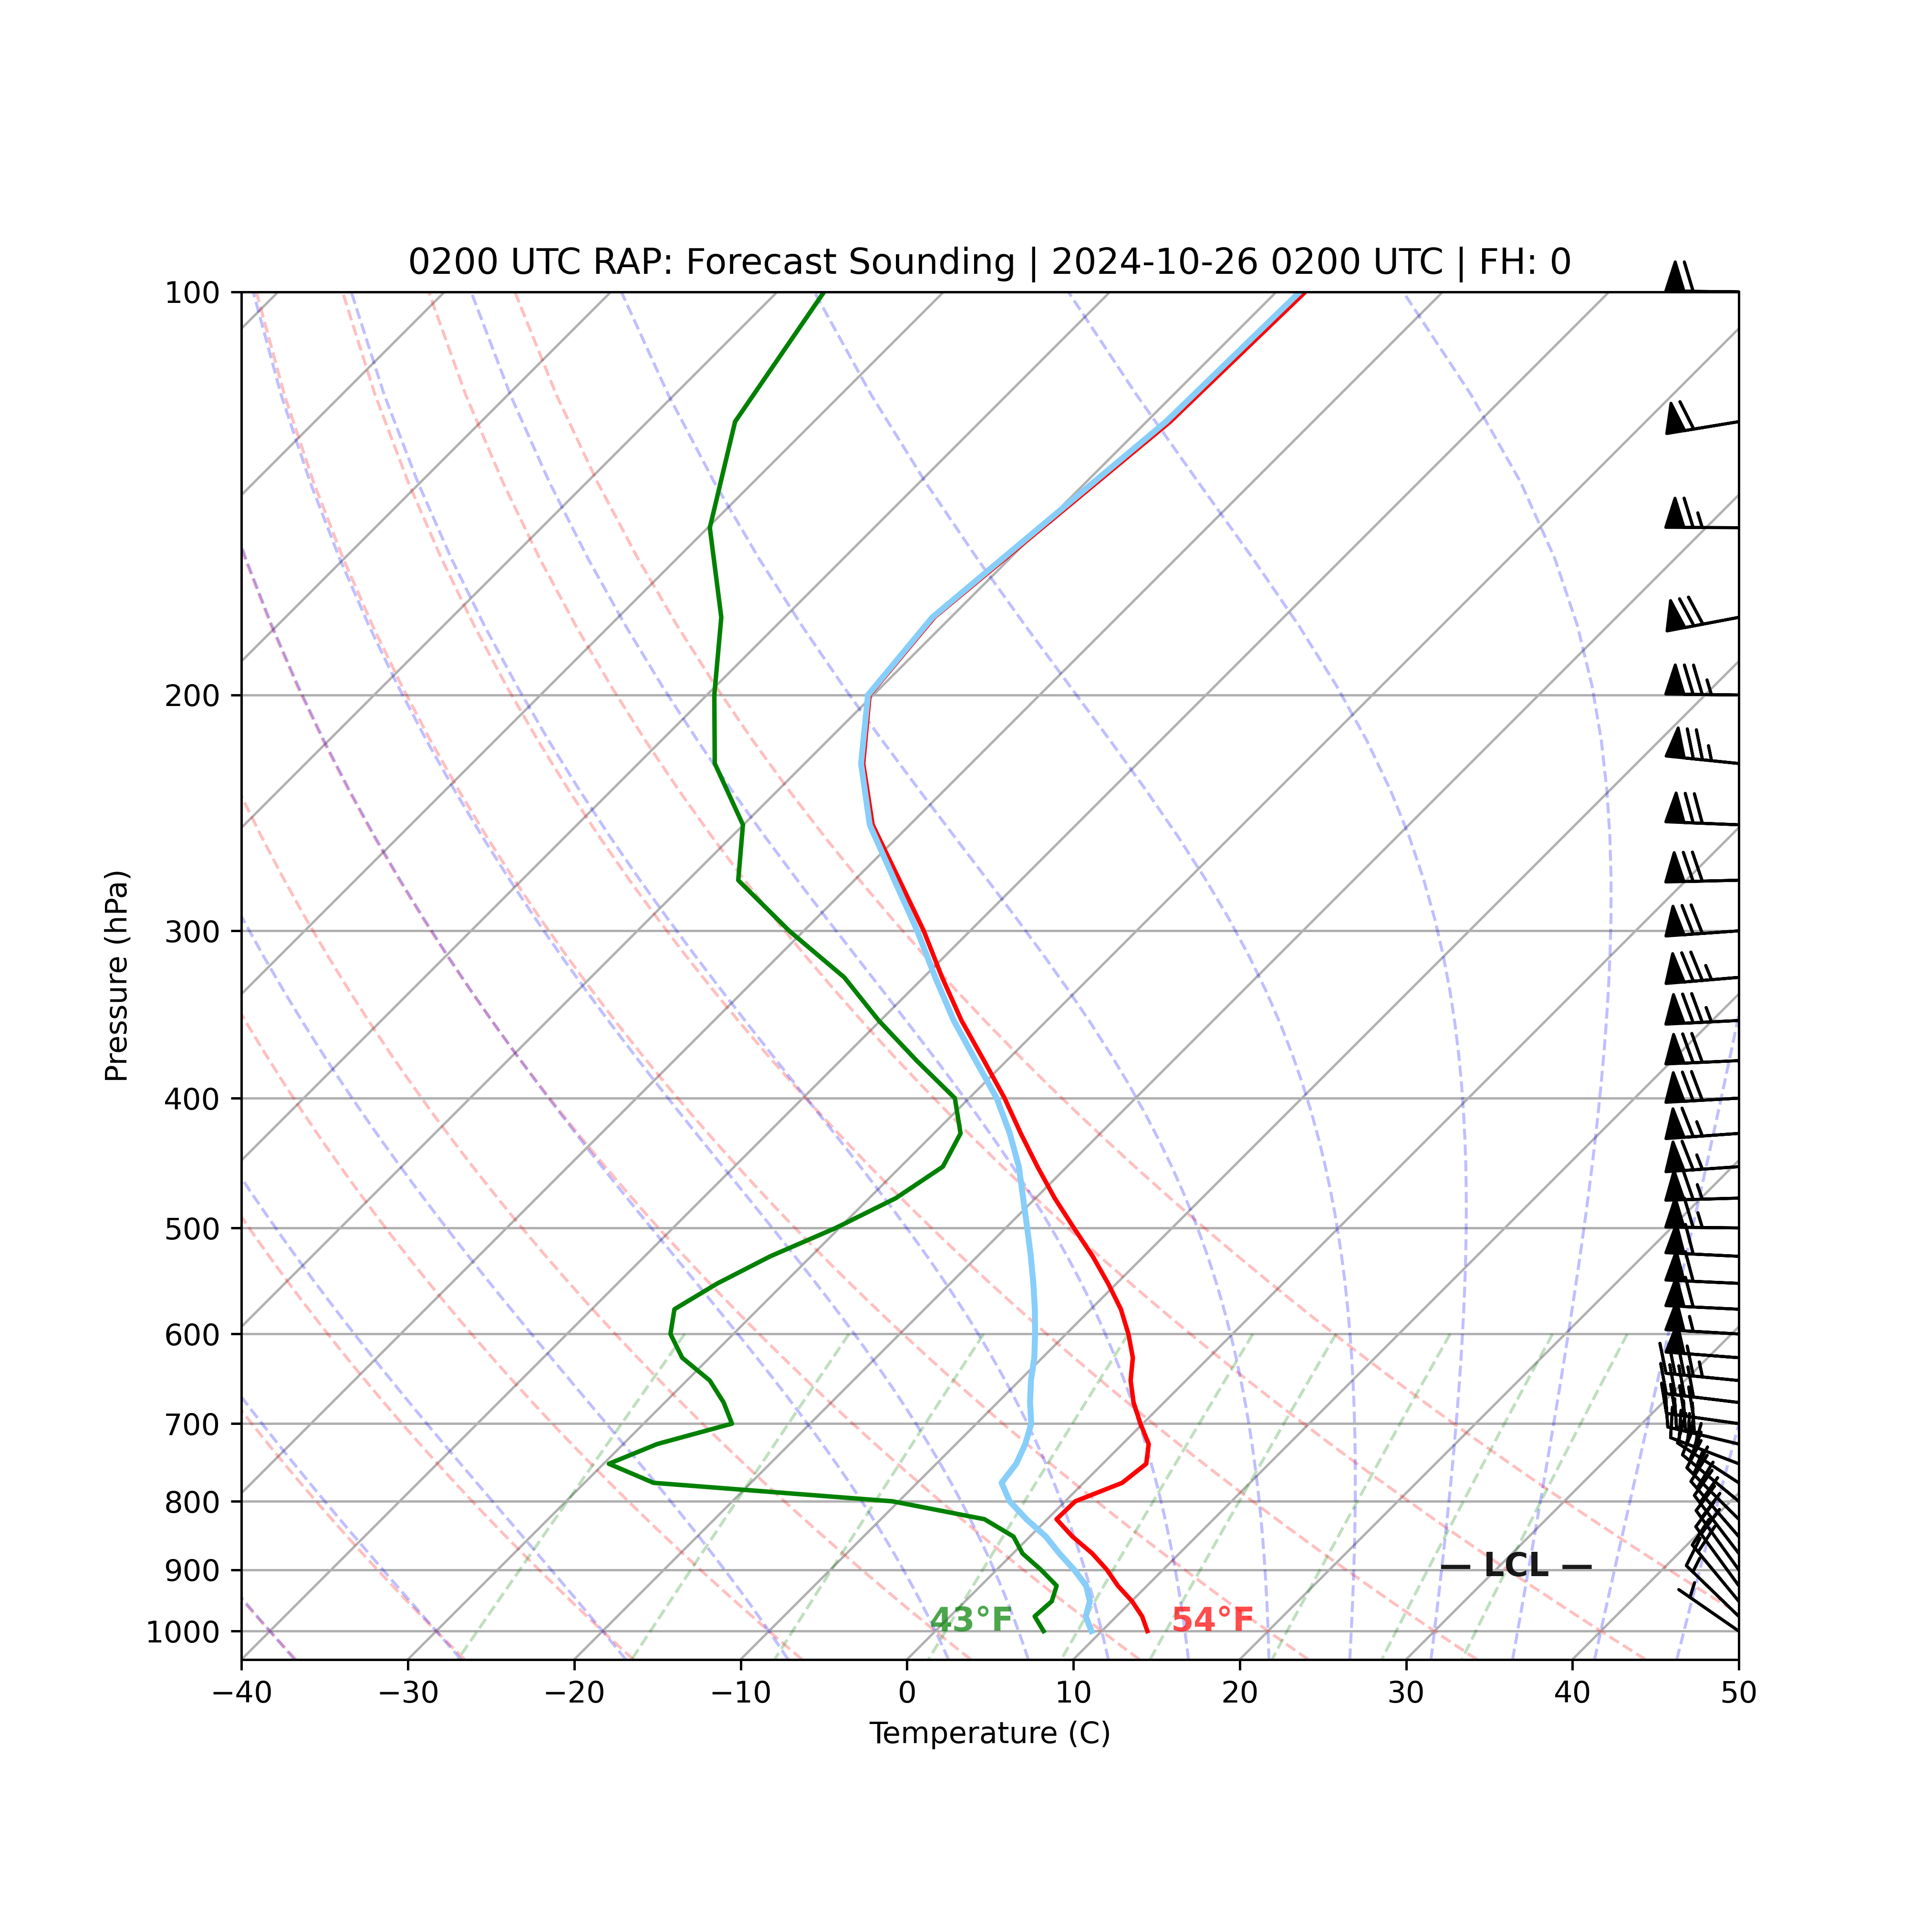 0200 UTC RAP: Forecast Sounding | 2024-10-26 0200 UTC | FH: 0
100
200
300
400
500
600
700
800
900
1000
Pressure (hPa)
— LCL —
43°F
54°F
−40 −30 −20 −10 0 10 20 30 40 50
Temperature (C)